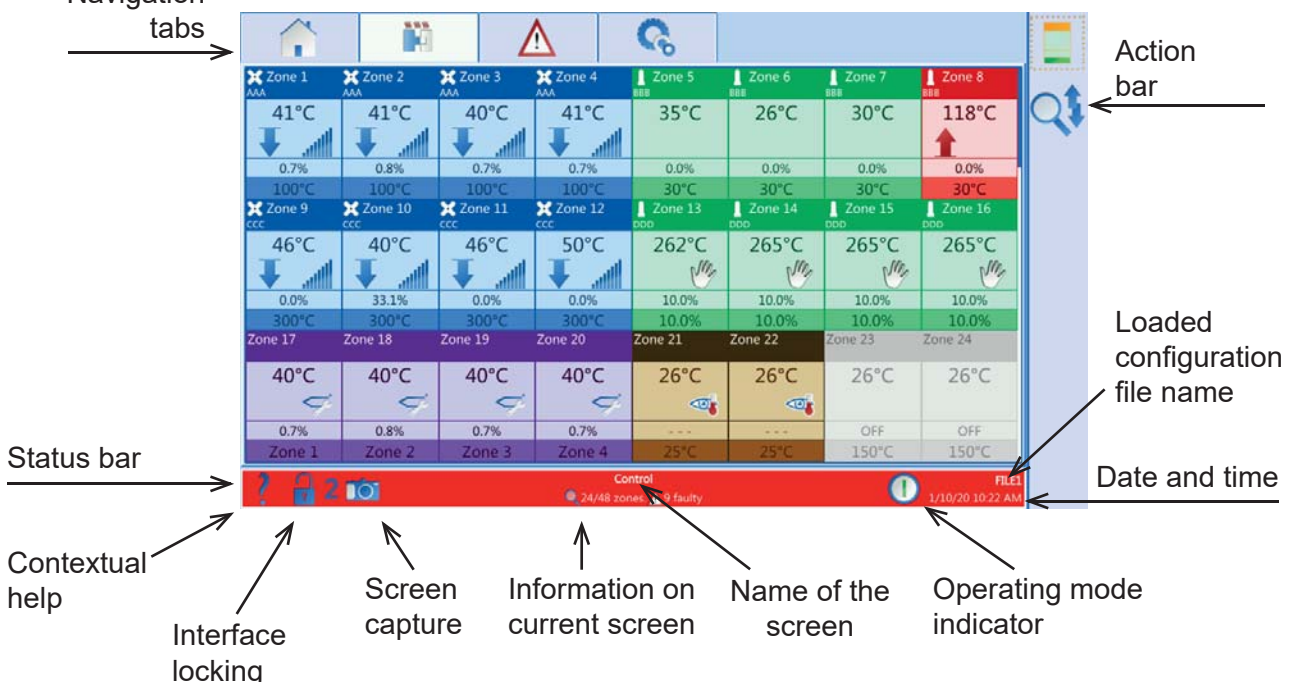 Navigation
tabs
Action
bar
Zone 1 Zone 2 Zone 3 Zone 4 Zone 5 Zone 6 Zone 7 Zone 8
AAA AAA AAA AAA BBB BBB BBB BBB
41°C 41°C 40°C 41°C 35°C 26°C 30°C 118°C
0.7% 0.8% 0.7% 0.7% 0.0% 0.0% 0.0% 0.0%
100°C 100°C 100°C 100°C 30°C 30°C 30°C 30°C
Zone 9 Zone 10 Zone 11 Zone 12 Zone 13 Zone 14 Zone 15 Zone 16
CCC CCC CCC CCC DDD DDD DDD DDD
46°C 40°C 46°C 50°C 262°C 265°C 265°C 265°C
0.0% 33.1% 0.0% 0.0% 10.0% 10.0% 10.0% 10.0%
300°C 300°C 300°C 300°C 10.0% 10.0% 10.0% 10.0%
Zone 17 Zone 18 Zone 19 Zone 20 Zone 21 Zone 22 Zone 23 Zone 24
40°C 40°C 40°C 40°C 26°C 26°C 26°C 26°C
0.7% 0.8% 0.7% 0.7% --- --- OFF OFF
Zone 1 Zone 2 Zone 3 Zone 4 25°C 25°C 150°C 150°C
Loaded
configuration
file name
Status bar
? 2
Control
24/48 zones 9 faulty
FILE1
1/10/20 10:22 AM
Date and time
Contextual
help
Interface
locking
Screen
capture
Information on
current screen
Name of the
screen
Operating mode
indicator